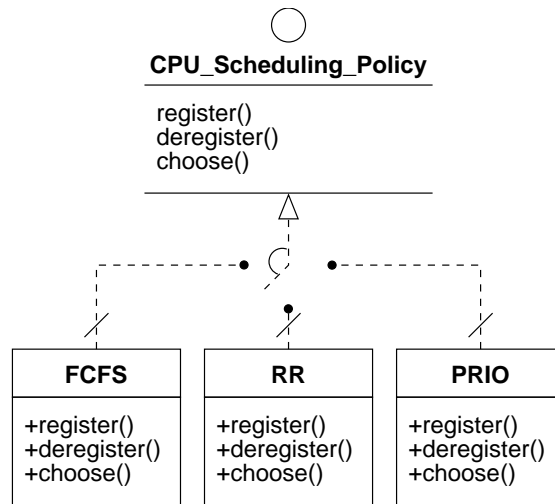 CPU_Scheduling_Policy
register()
deregister()
choose()
FCFS
+register()
+deregister()
+choose()
RR
+register()
+deregister()
+choose()
PRIO
+register()
+deregister()
+choose()